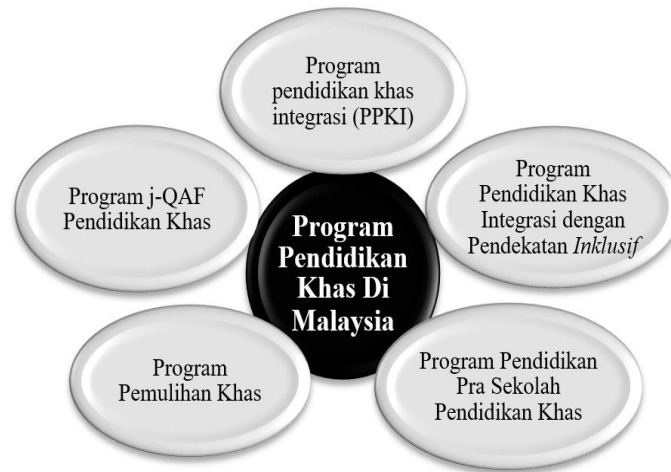 Program
pendidikan khas
integrasi (PPKI)
Program j-QAF
Pendidikan Khas
Program
Pendidikan Khas
Integrasi dengan
Pendekatan Inklusif
Program
Pendidikan
Khas Di
Malaysia
Program
Pemulihan Khas
Program Pendidikan
Pra Sekolah
Pendidikan Khas